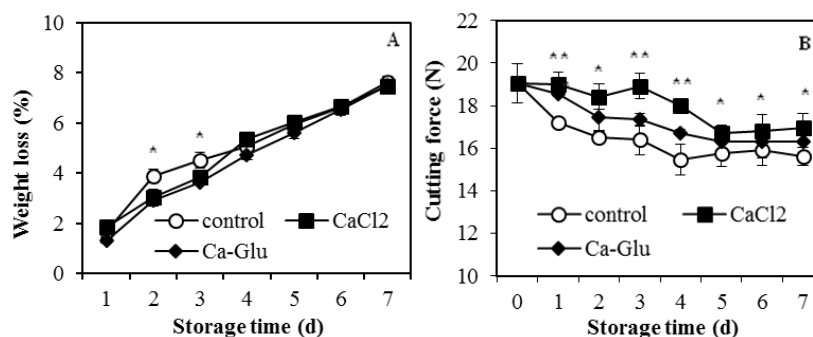 A
Weight loss (%)
10
8
6
4
2
0
* *
control CaCl2
Ca-Glu
1 2 3 4 5 6 7
Storage time (d)
B
Cutting force (N)
22
20
18
16
14
12
10
** * ** ** * * *
control CaCl2
Ca-Glu
0 1 2 3 4 5 6 7
Storage time (d)